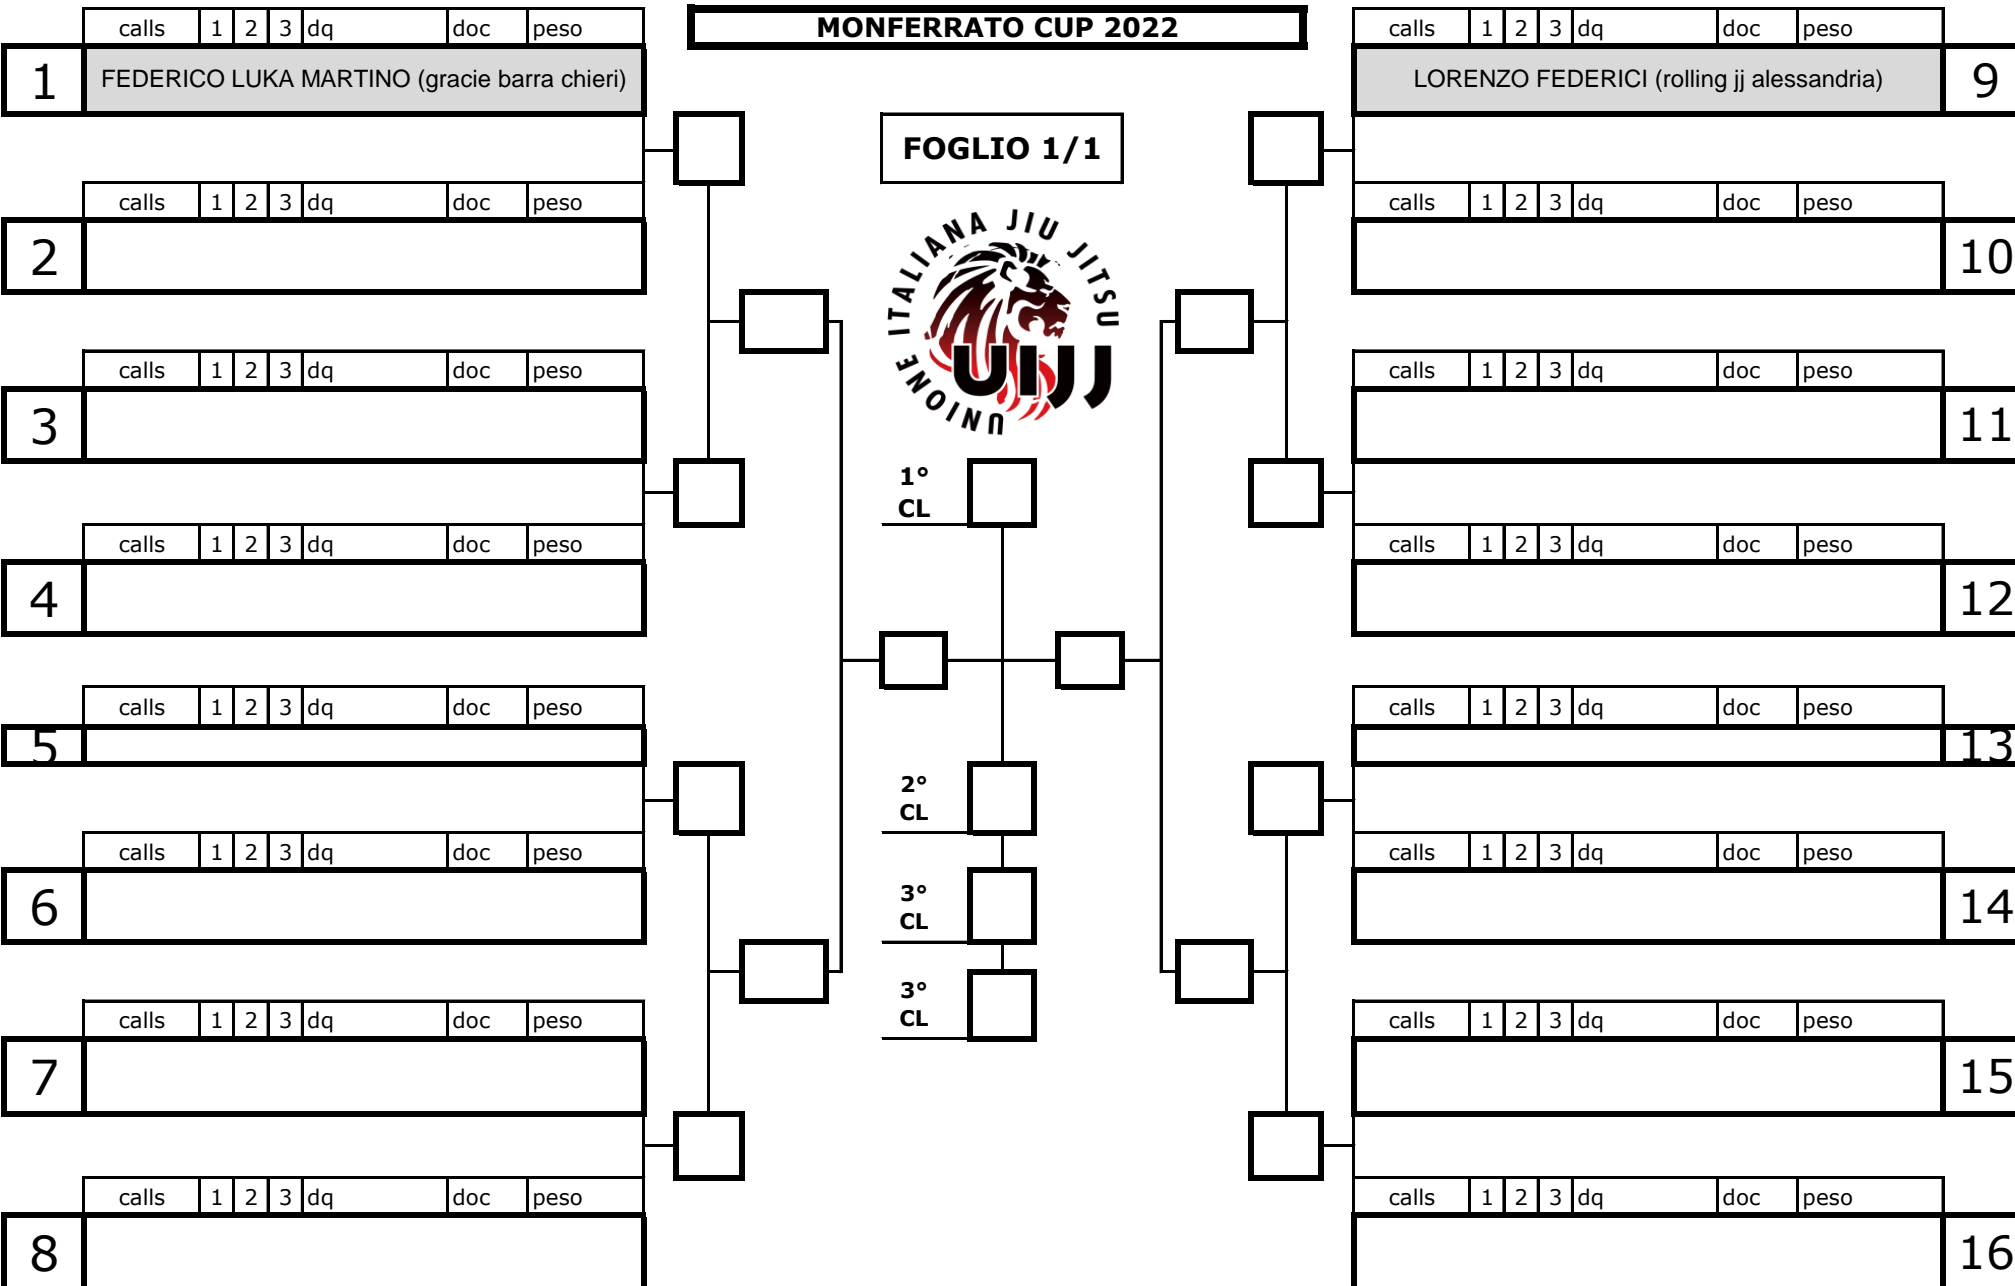 MONFERRATO CUP 2022
calls 1 2 3 dq doc peso
1 FEDERICO LUKA MARTINO (gracie barra chieri)
calls 1 2 3 dq doc peso
2
calls 1 2 3 dq doc peso
3
calls 1 2 3 dq doc peso
4
calls 1 2 3 dq doc peso
5
calls 1 2 3 dq doc peso
6
calls 1 2 3 dq doc peso
7
calls 1 2 3 dq doc peso
8
FOGLIO 1/1
UNIONE ITALIANA JIU JITSU
UIJJ
1°
CL
2°
CL
3°
CL
3°
CL
calls 1 2 3 dq doc peso
LORENZO FEDERICI (rolling jj alessandria) 9
calls 1 2 3 dq doc peso
10
calls 1 2 3 dq doc peso
11
calls 1 2 3 dq doc peso
12
calls 1 2 3 dq doc peso
13
calls 1 2 3 dq doc peso
14
calls 1 2 3 dq doc peso
15
calls 1 2 3 dq doc peso
16